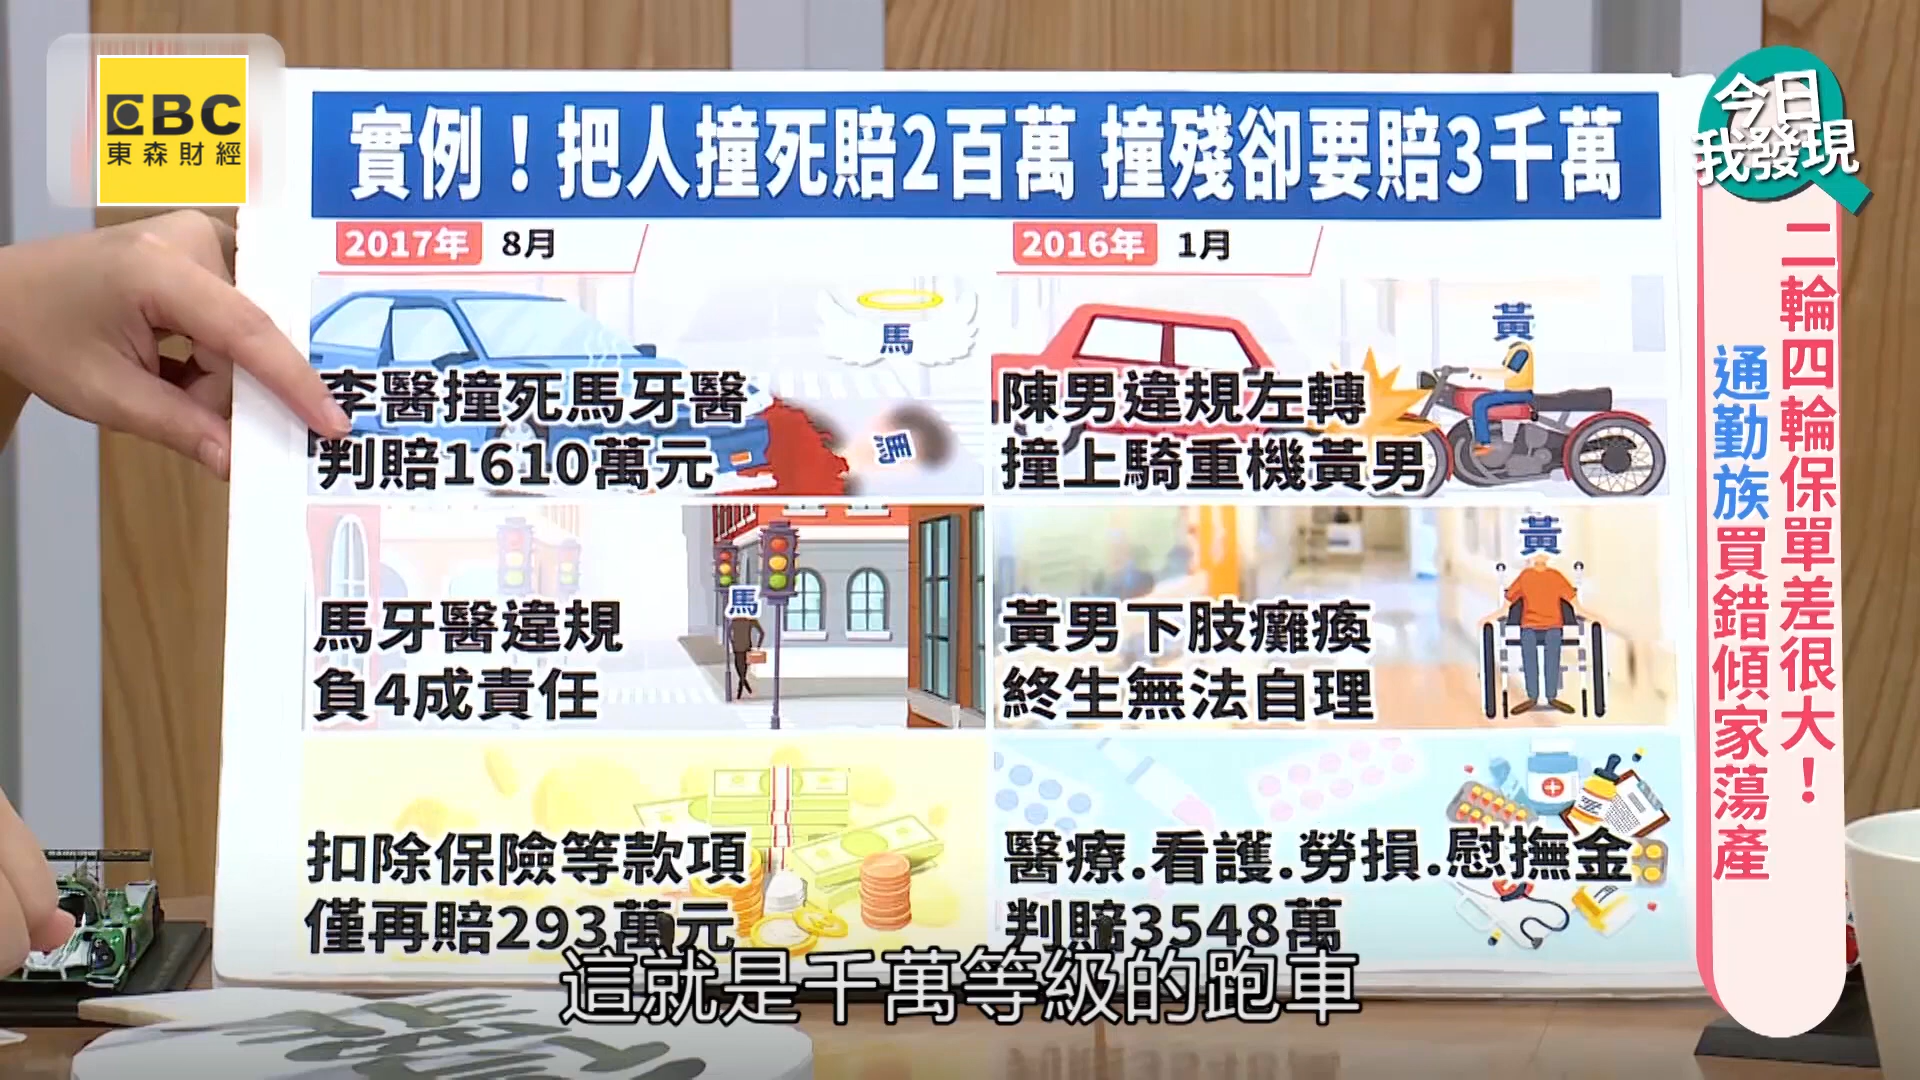 EBC
東森財經
今日
我發現
實例！把人撞死賠2百萬 撞殘卻要賠3千萬
2017年 8月
馬
李醫撞死馬牙醫
判賠1610萬元
馬
馬
馬牙醫違規
負4成責任
扣除保險等款項
僅再賠293萬元
2016年 1月
黃
陳男違規左轉
撞上騎重機黃男
黃
黃男下肢癱瘓
終生無法自理
醫療.看護.勞損.慰撫金
判賠3548萬
二輪四輪保單差很大！
通勤族買錯傾家蕩產
這就是千萬等級的跑車